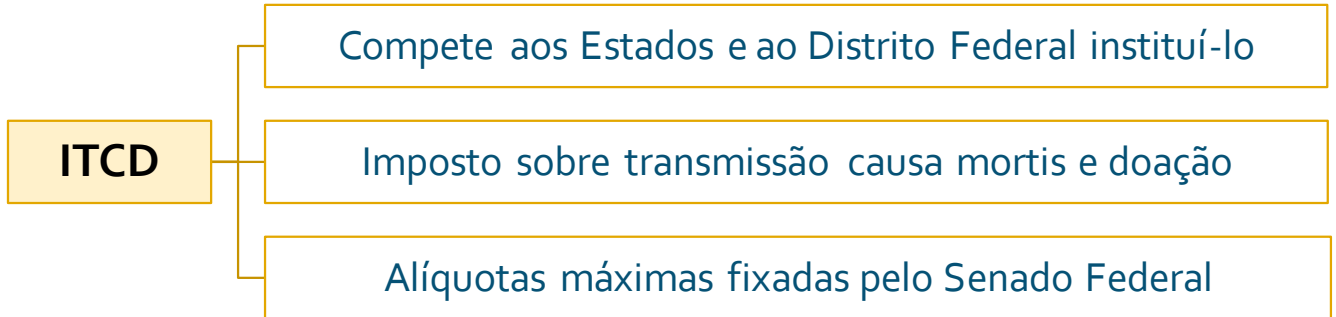 Compete aos Estados e ao Distrito Federal instituí-lo
ITCD
Imposto sobre transmissão causa mortis e doação
Alíquotas máximas fixadas pelo Senado Federal